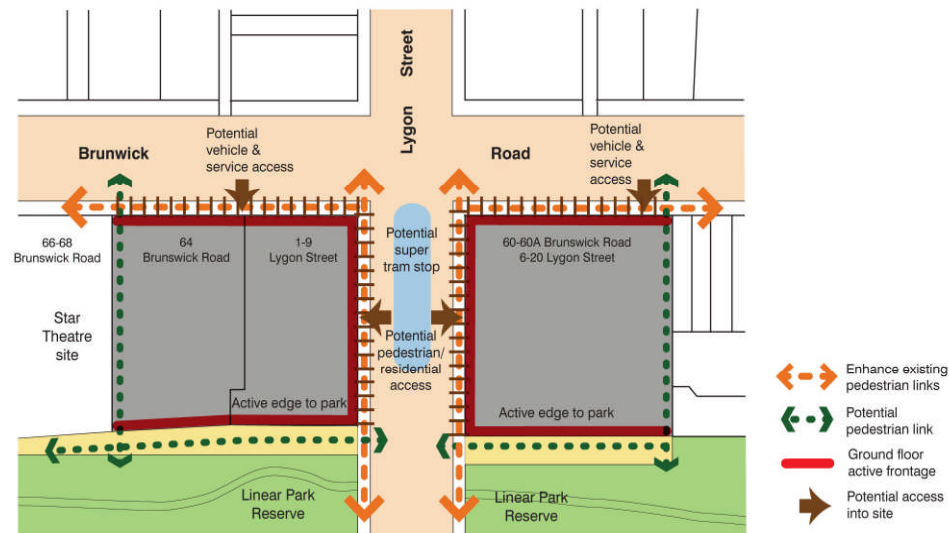 Lygon Street
Brunswick
Road
Potential
vehicle &
service access
Potential
vehicle &
service
access
66-68
Brunswick Road
64
Brunswick Road
1-9
Lygon Street
Potential
super
tram stop
60-60A Brunswick Road
6-20 Lygon Street
Star
Theatre
site
Potential
pedestrian/
residential
access
Active edge to park
Active edge to park
Linear Park
Reserve
Linear Park
Reserve
Enhance existing
pedestrian links
Potential
pedestrian link
Ground floor
active frontage
Potential access
into site